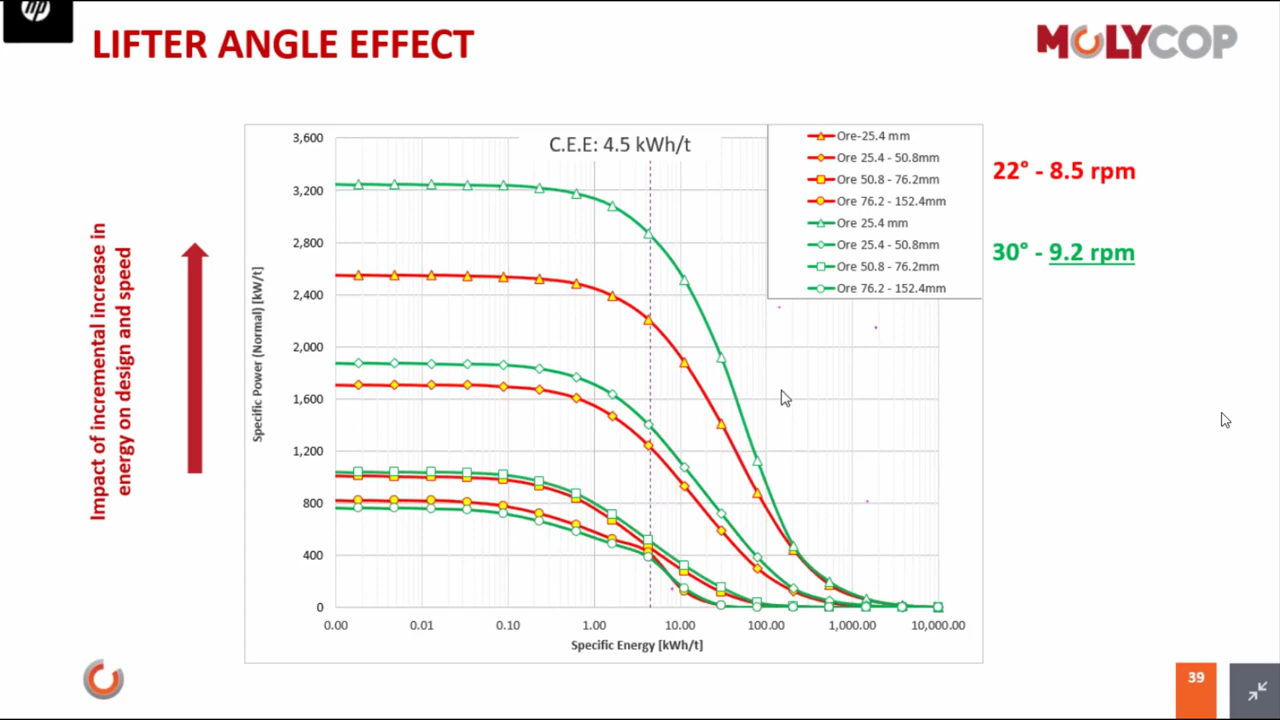 hp
LIFTER ANGLE EFFECT
MOLYCOP
Impact of incremental increase in
energy on design and speed
C.E.E: 4.5 kWh/t
3,600
3,200
2,800
2,400
2,000
1,600
1,200
800
400
0
Specific Power (Normal) [kW/t]
0.00 0.01 0.10 1.00 10.00 100.00 1,000.00 10,000.00
Specific Energy [kWh/t]
Ore-25.4 mm
Ore 25.4 - 50.8mm
Ore 50.8 - 76.2mm
Ore 76.2 - 152.4mm
Ore 25.4 mm
Ore 25.4 - 50.8mm
Ore 50.8 - 76.2mm
Ore 76.2 - 152.4mm
22° - 8.5 rpm
30° - 9.2 rpm
39